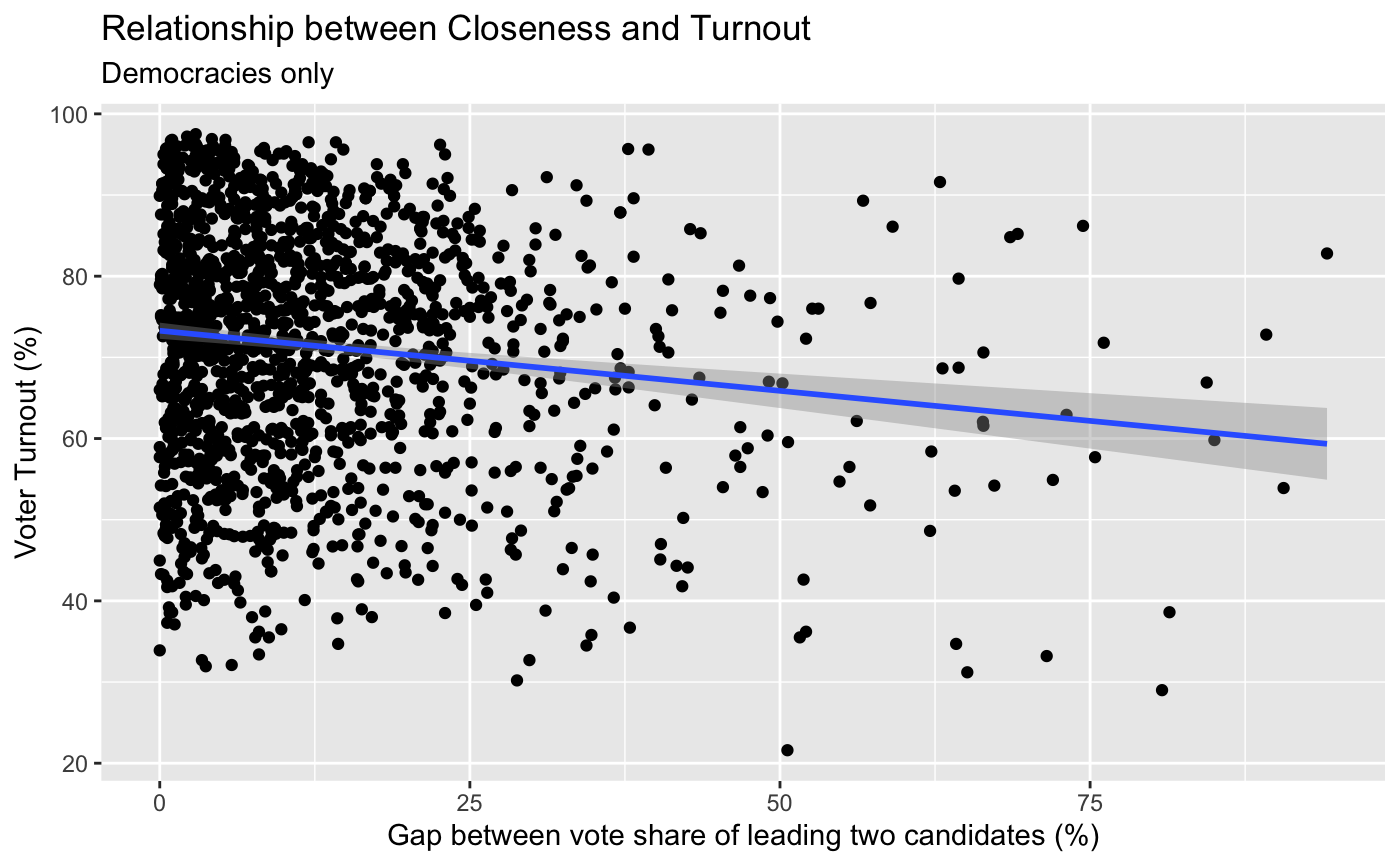 Relationship between Closeness and Turnout
Democracies only
100
80
60
40
20
Voter Turnout (%)
0 25 50 75
Gap between vote share of leading two candidates (%)